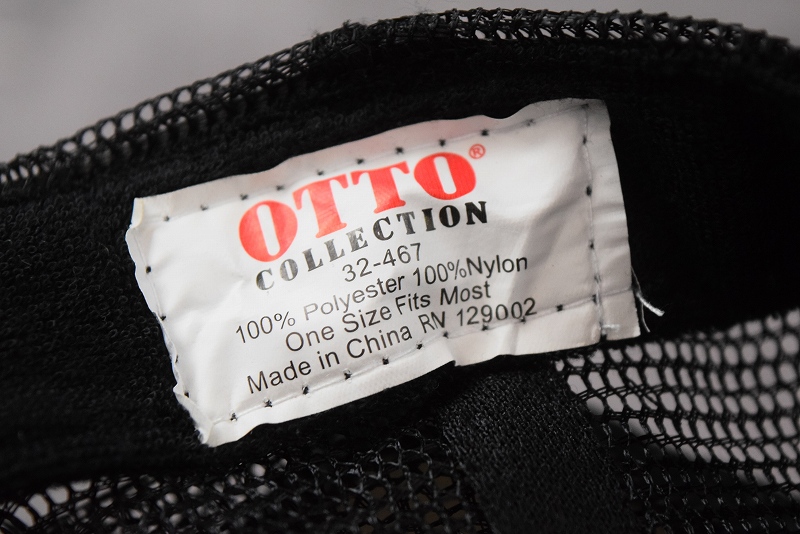 OTTO®
COLLECTION
32-467
100% Polyester 100%Nylon
One Size Fits Most
Made in China RN 129002